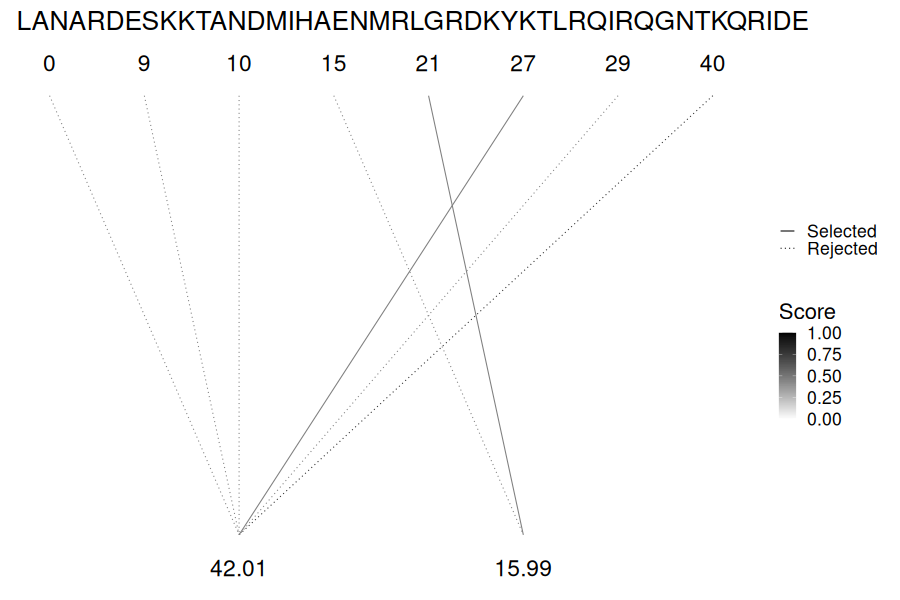 LANARDESKKTANDMIHAENMRLGRDKYKTLRQIRQGNTKQRIDE
0 9 10 15 21 27 29 40
Selected
Rejected
Score
1.00
0.75
0.50
0.25
0.00
42.01 15.99